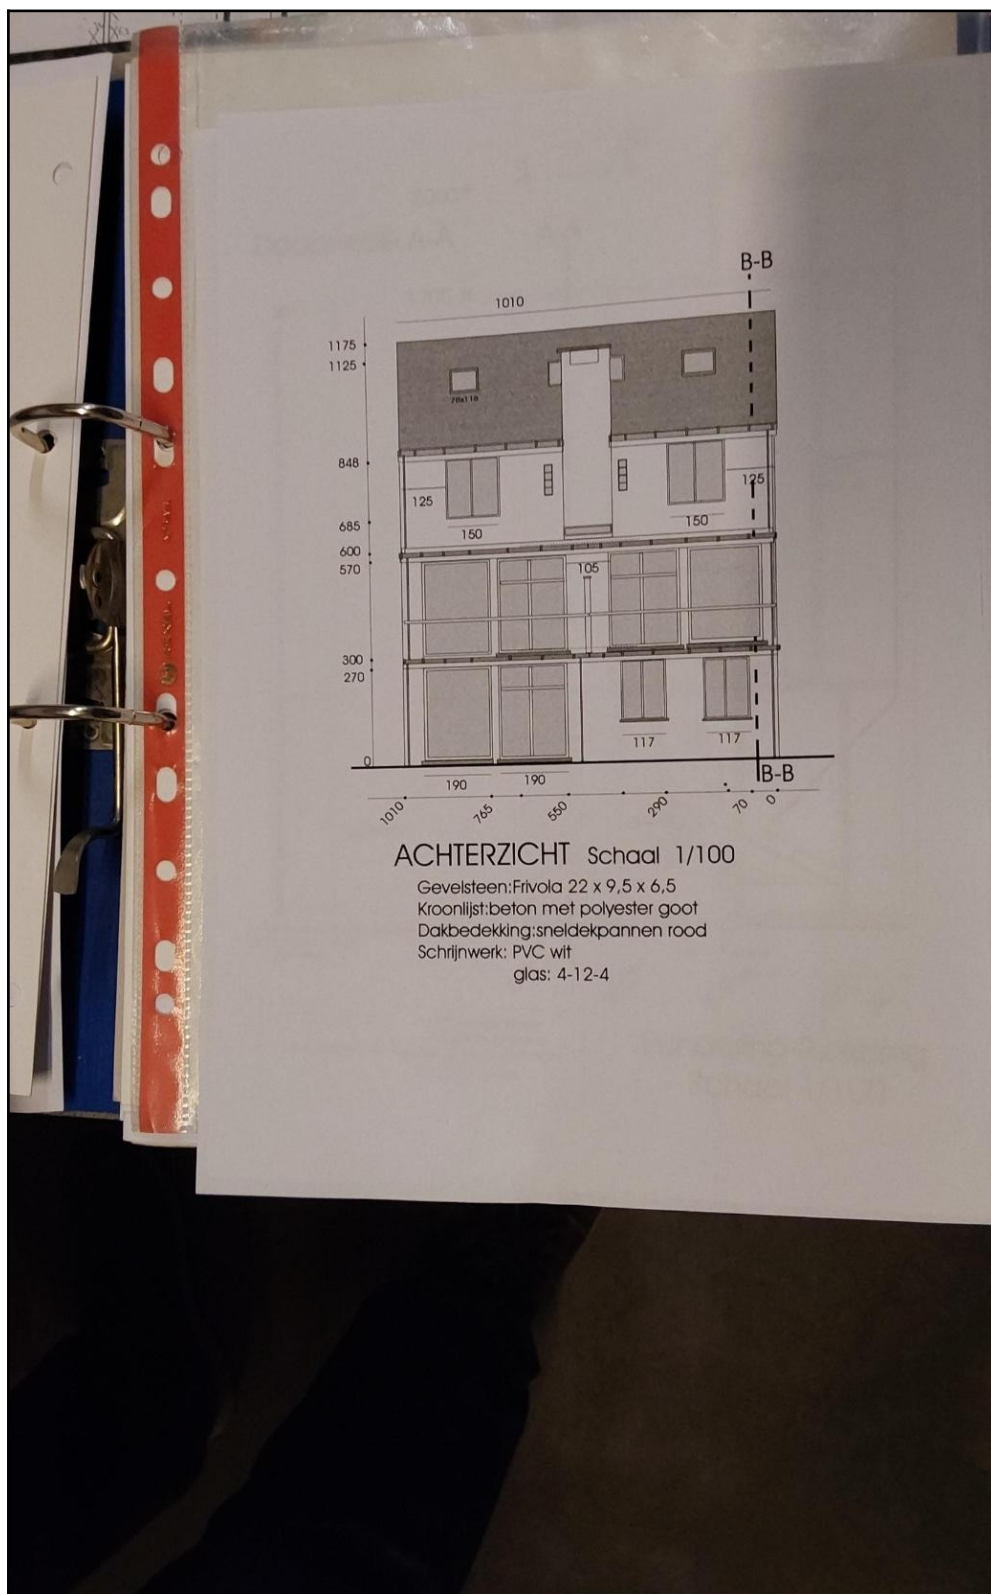 B-B
1010
1175
1125
78x118
848
125
125
150
150
685
600
570
105
300
270
117
117
0
190
190
B-B
1010
765
550
290
70
0
ACHTERZICHT Schaal 1/100
Gevelsteen:Frivola 22 x 9,5 x 6,5
Kroonlijst:beton met polyester goot
Dakbedekking:sneldekpannen rood
Schrijnwerk: PVC wit
glas: 4-12-4